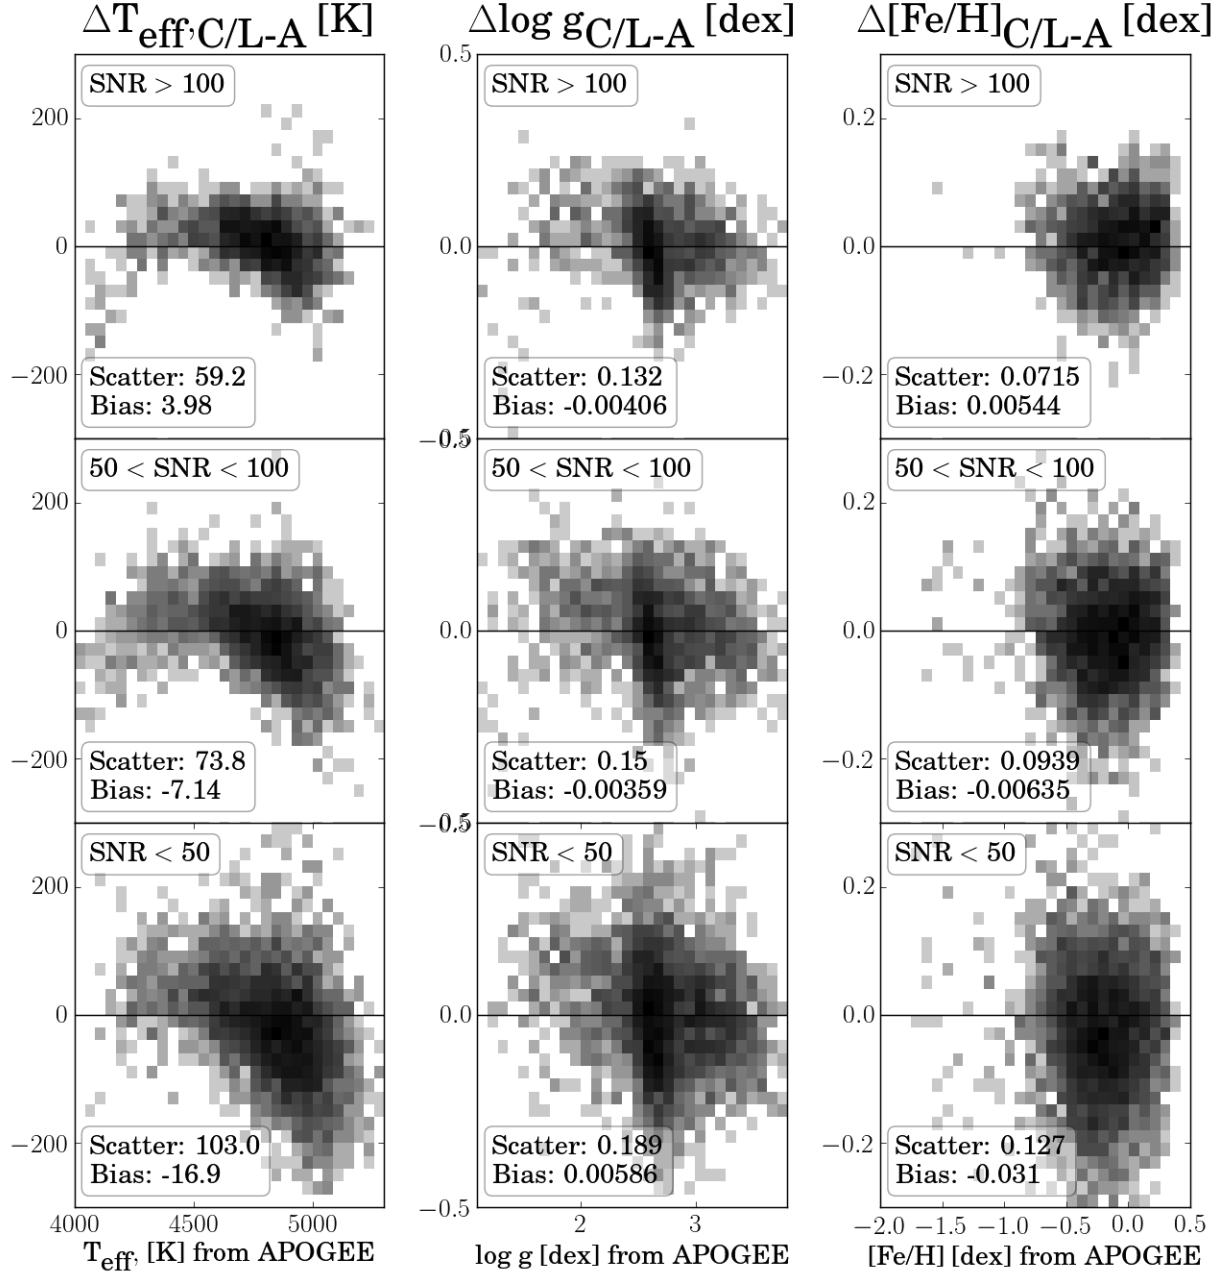 ΔT_eff,C/L-A [K]
Δlog g_C/L-A [dex]
Δ[Fe/H]_C/L-A [dex]
SNR > 100
200
0
−200
Scatter: 59.2
Bias: 3.98
0.5
SNR > 100
0.0
−0.5
Scatter: 0.132
Bias: -0.00406
SNR > 100
0.2
0.0
−0.2
Scatter: 0.0715
Bias: 0.00544
50 < SNR < 100
200
0
−200
Scatter: 73.8
Bias: -7.14
0.5
50 < SNR < 100
0.0
−0.5
Scatter: 0.15
Bias: -0.00359
50 < SNR < 100
0.2
0.0
−0.2
Scatter: 0.0939
Bias: -0.00635
SNR < 50
200
0
−200
Scatter: 103.0
Bias: -16.9
4000 4500 5000
T_eff, [K] from APOGEE
0.5
SNR < 50
0.0
−0.5
Scatter: 0.189
Bias: 0.00586
2 3
log g [dex] from APOGEE
SNR < 50
0.2
0.0
−0.2
Scatter: 0.127
Bias: -0.031
−2.0 −1.5 −1.0 −0.5 0.0 0.5
[Fe/H] [dex] from APOGEE